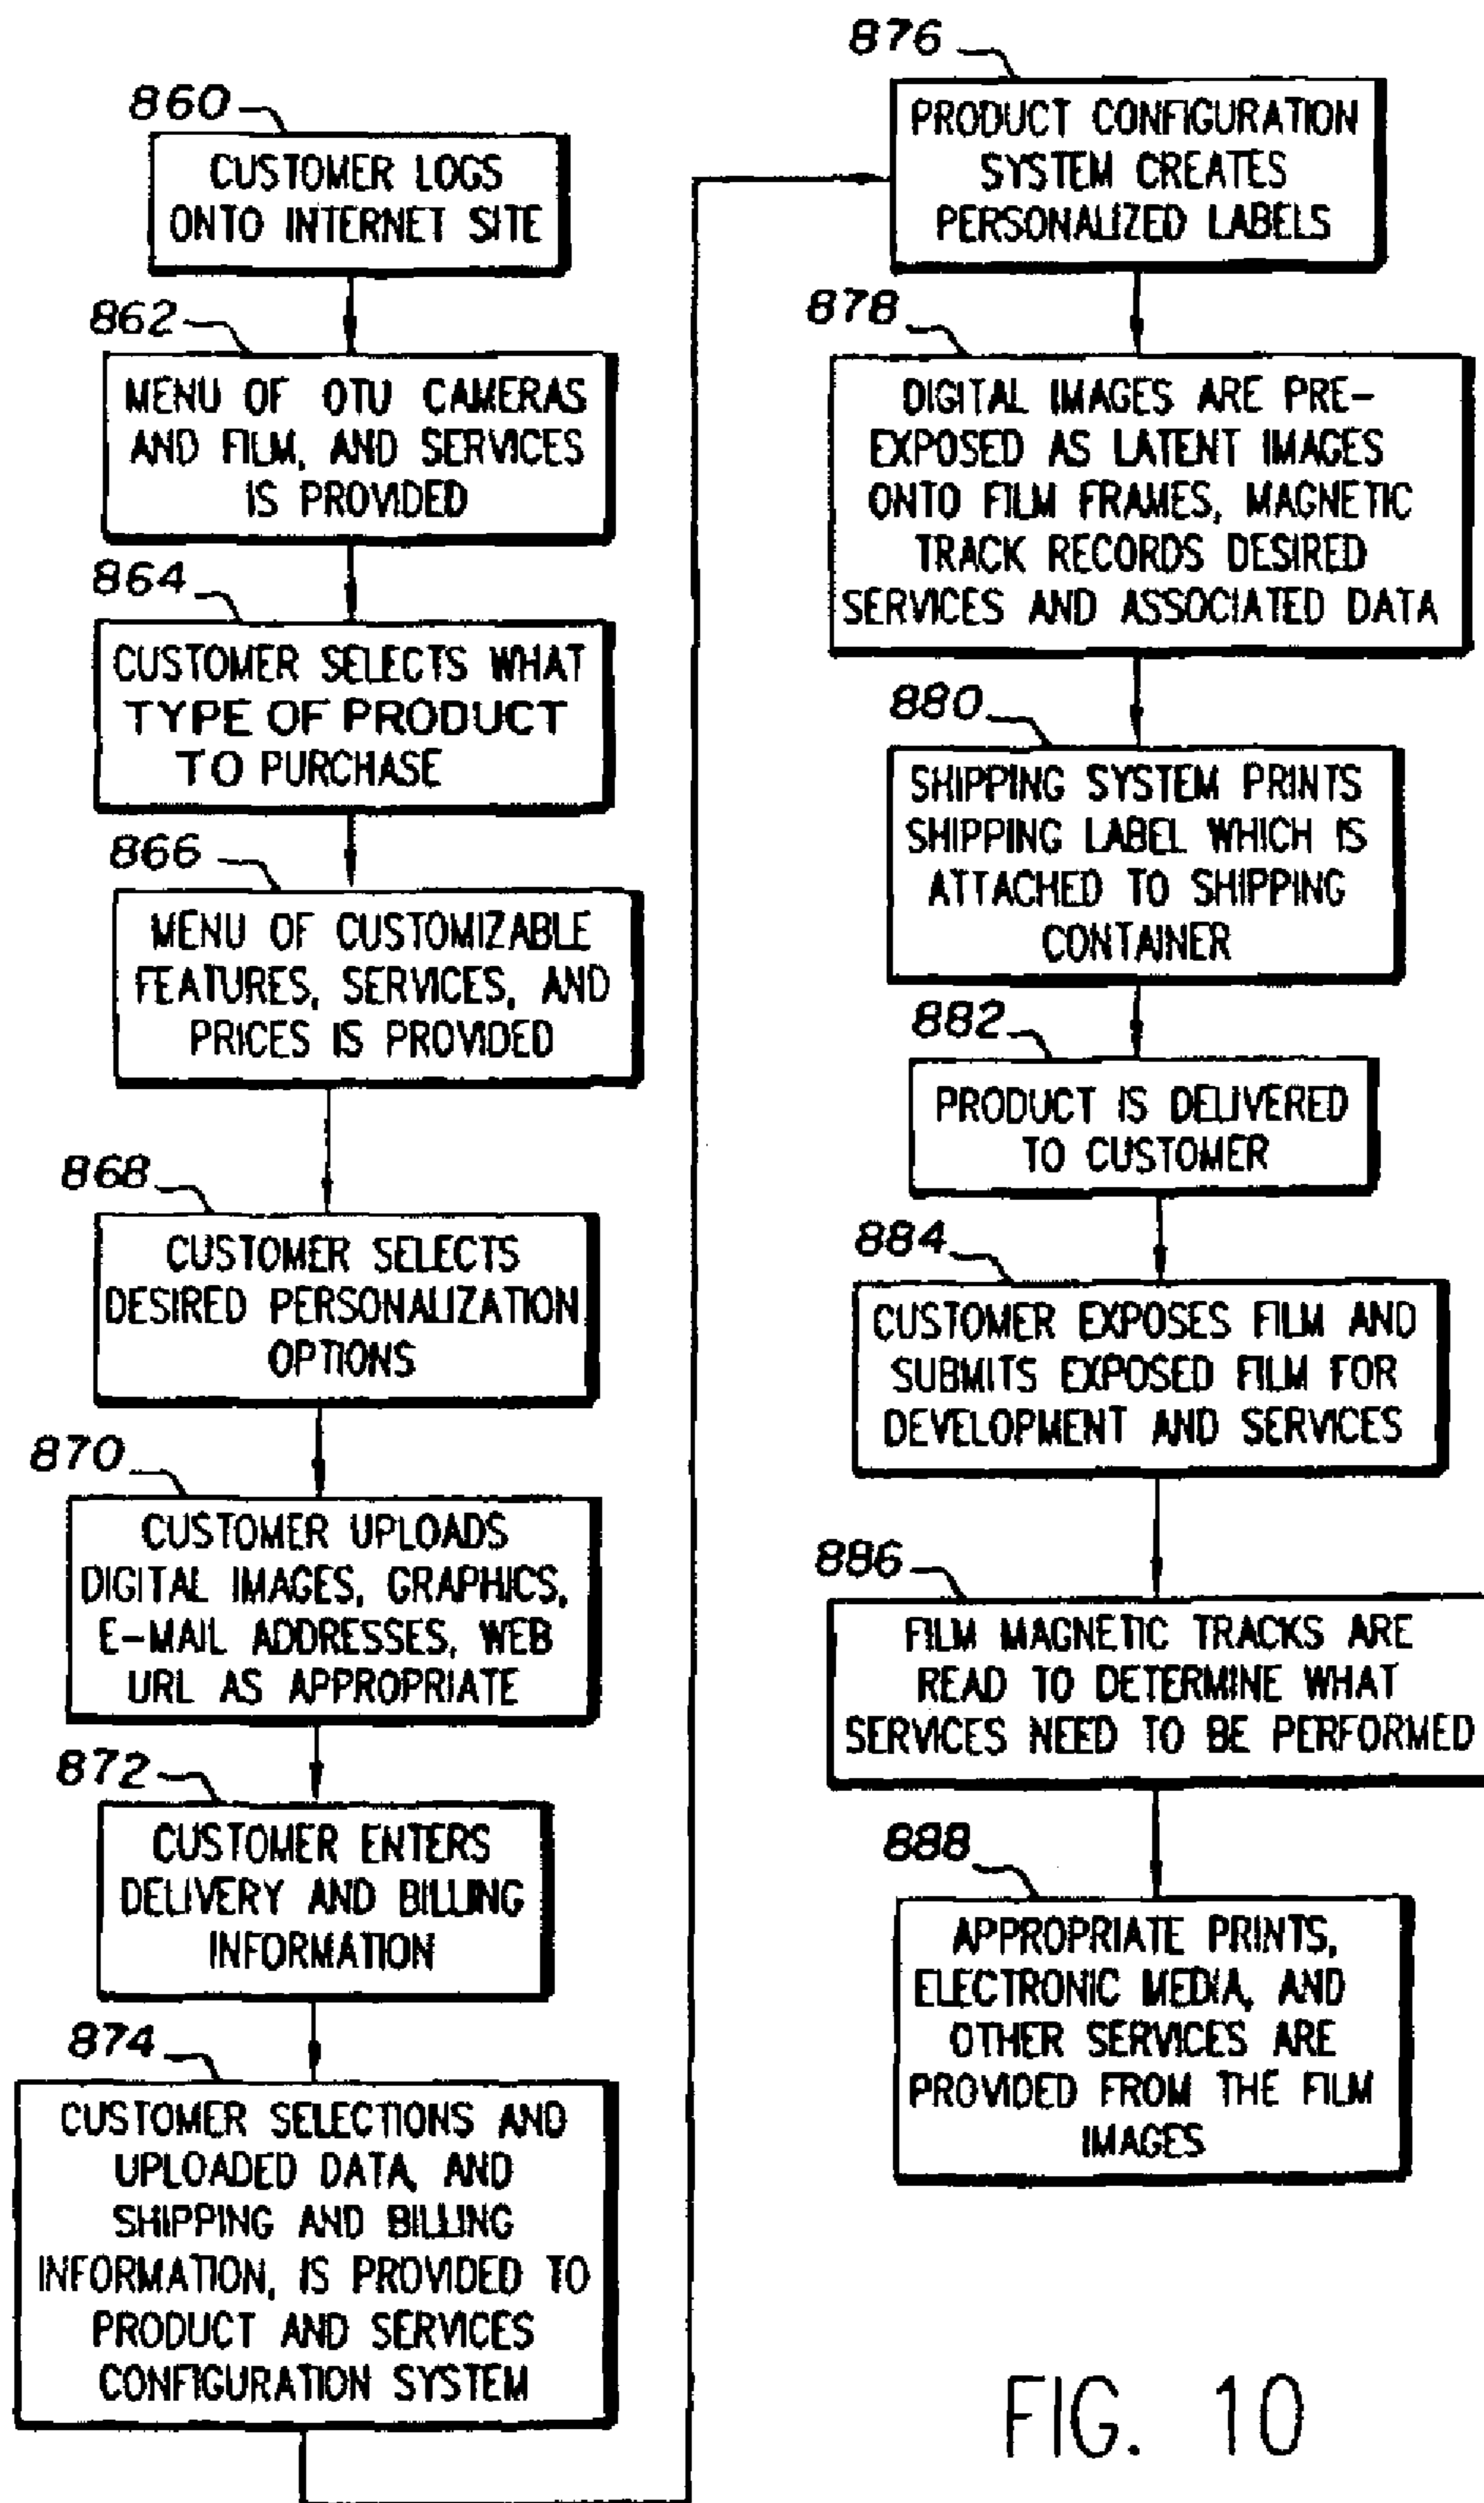 860
CUSTOMER LOGS
ONTO INTERNET SITE
862
MENU OF OTU CAMERAS
AND FILM, AND SERVICES
IS PROVIDED
864
CUSTOMER SELECTS WHAT
TYPE OF PRODUCT
TO PURCHASE
866
MENU OF CUSTOMIZABLE
FEATURES, SERVICES, AND
PRICES IS PROVIDED
868
CUSTOMER SELECTS
DESIRED PERSONALIZATION
OPTIONS
870
CUSTOMER UPLOADS
DIGITAL IMAGES, GRAPHICS,
E-MAIL ADDRESSES, WEB
URL AS APPROPRIATE
872
CUSTOMER ENTERS
DELIVERY AND BILLING
INFORMATION
874
CUSTOMER SELECTIONS AND
UPLOADED DATA, AND
SHIPPING AND BILLING
INFORMATION, IS PROVIDED TO
PRODUCT AND SERVICES
CONFIGURATION SYSTEM
876
PRODUCT CONFIGURATION
SYSTEM CREATES
PERSONALIZED LABELS
878
DIGITAL IMAGES ARE PRE-
EXPOSED AS LATENT IMAGES
ONTO FILM FRAMES, MAGNETIC
TRACK RECORDS DESIRED
SERVICES AND ASSOCIATED DATA
880
SHIPPING SYSTEM PRINTS
SHIPPING LABEL WHICH IS
ATTACHED TO SHIPPING
CONTAINER
882
PRODUCT IS DELIVERED
TO CUSTOMER
884
CUSTOMER EXPOSES FILM AND
SUBMITS EXPOSED FILM FOR
DEVELOPMENT AND SERVICES
886
FILM MAGNETIC TRACKS ARE
READ TO DETERMINE WHAT
SERVICES NEED TO BE PERFORMED
888
APPROPRIATE PRINTS,
ELECTRONIC MEDIA, AND
OTHER SERVICES ARE
PROVIDED FROM THE FILM
IMAGES
FIG. 10